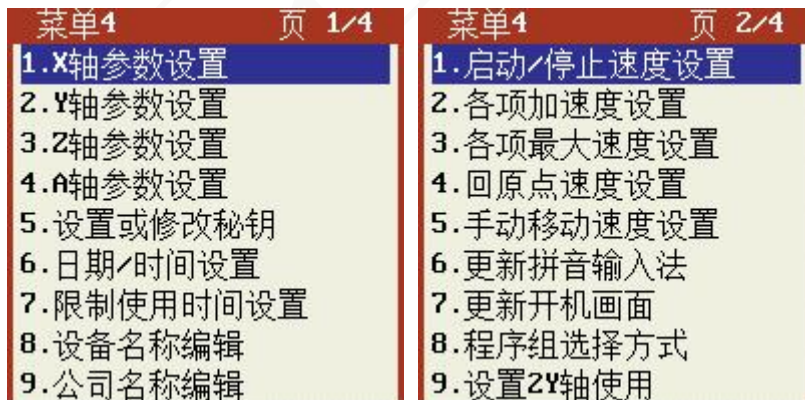 菜单4 页 1/4
1.X轴参数设置
2.Y轴参数设置
3.Z轴参数设置
4.A轴参数设置
5.设置或修改秘钥
6.日期/时间设置
7.限制使用时间设置
8.设备名称编辑
9.公司名称编辑
菜单4 页 2/4
1.启动/停止速度设置
2.各项加速度设置
3.各项最大速度设置
4.回原点速度设置
5.手动移动速度设置
6.更新拼音输入法
7.更新开机画面
8.程序组选择方式
9.设置2Y轴使用